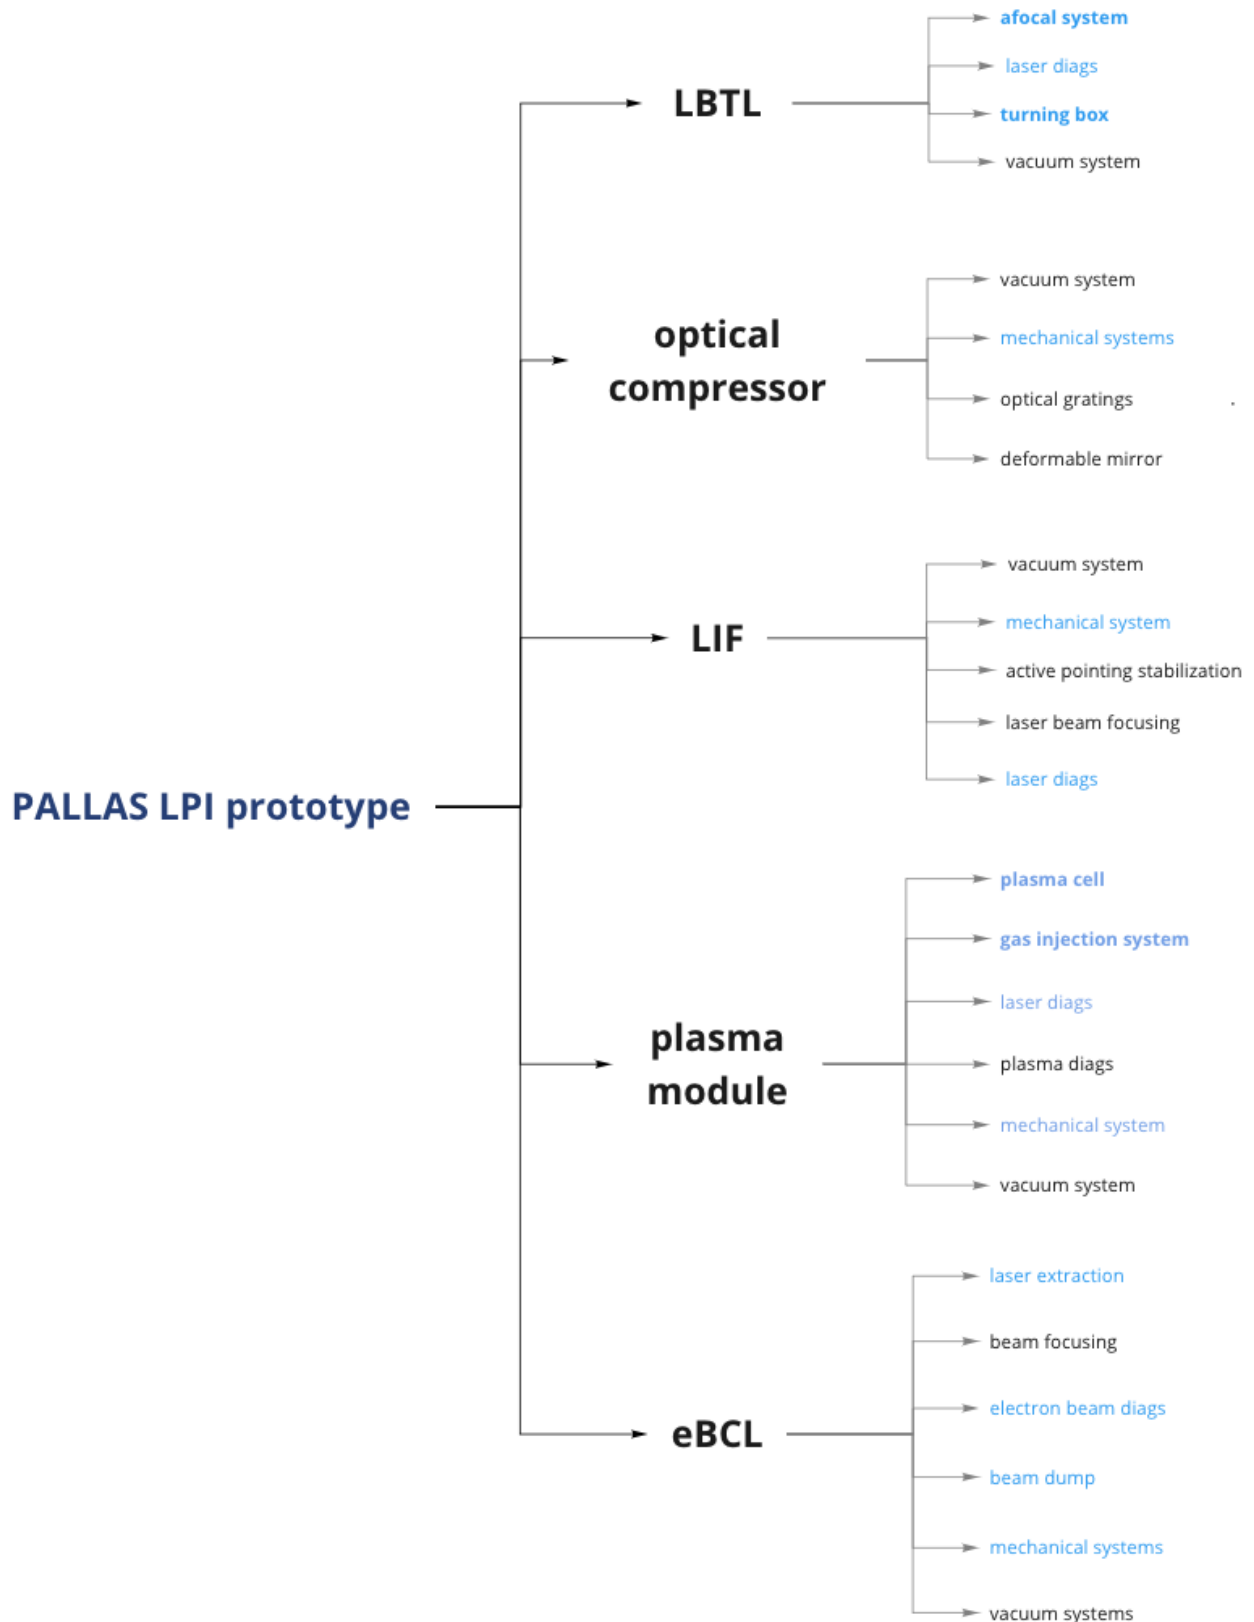 PALLAS LPI prototype
LBTL
afocal system
laser diags
turning box
vacuum system
optical
compressor
vacuum system
mechanical systems
optical gratings
deformable mirror
LIF
vacuum system
mechanical system
active pointing stabilization
laser beam focusing
laser diags
plasma
module
plasma cell
gas injection system
laser diags
plasma diags
mechanical system
vacuum system
eBCL
laser extraction
beam focusing
electron beam diags
beam dump
mechanical systems
vacuum systems